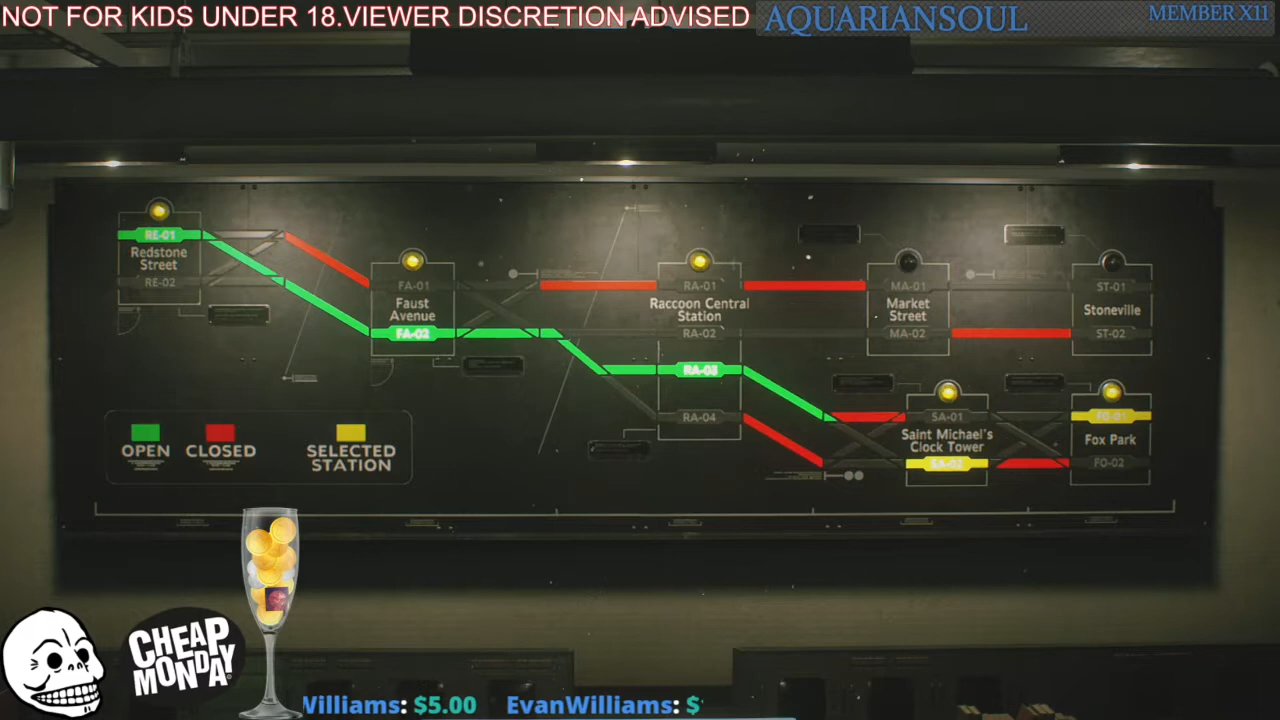 NOT FOR KIDS UNDER 18.VIEWER DISCRETION ADVISED
AQUARIANSOUL
MEMBER X11
RE-01
Redstone
Street
RE-02
FA-01
Faust
Avenue
FA-02
RA-01
Raccoon Central
Station
RA-02
RA-03
RA-04
MA-01
Market
Street
MA-02
ST-01
Stoneville
ST-02
SA-01
Saint Michael's
Clock Tower
SA-02
FO-01
Fox Park
FO-02
OPEN
CLOSED
SELECTED
STATION
CHEAP
MONDAY
Williams: $5.00 EvanWilliams: $